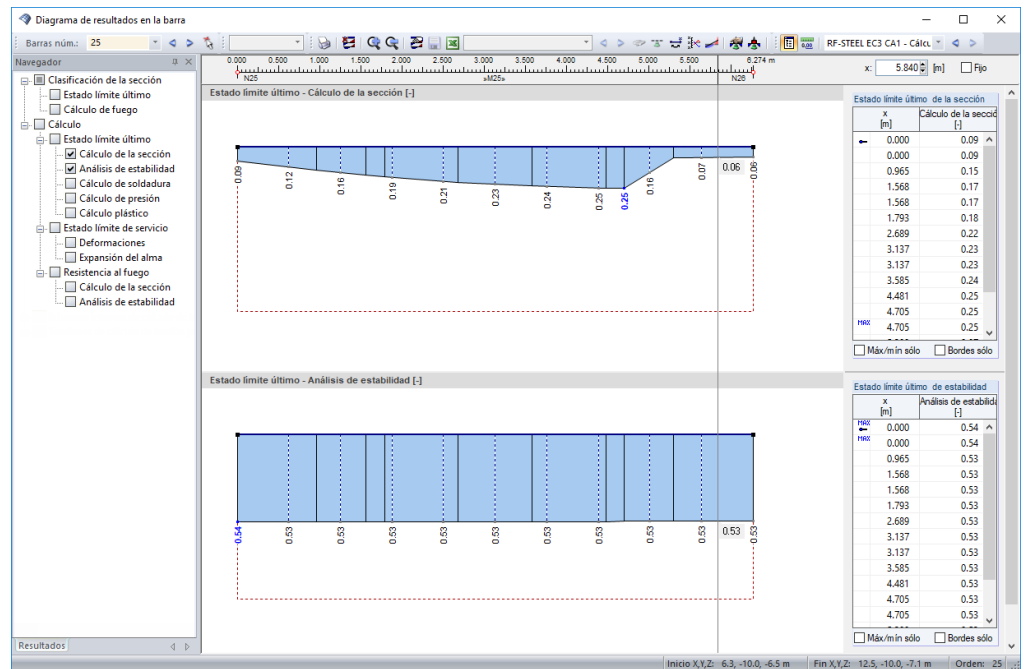 Diagrama de resultados en la barra
Barras núm.: 25
RF-STEEL EC3 CA1 - Cálcu
Navegador
Clasificación de la sección
Estado límite último
Cálculo de fuego
Cálculo
Estado límite último
Cálculo de la sección
Análisis de estabilidad
Cálculo de soldadura
Cálculo de presión
Cálculo plástico
Estado límite de servicio
Deformaciones
Expansión del alma
Resistencia al fuego
Cálculo de la sección
Análisis de estabilidad
Resultados
0.000 0.500 1.000 1.500 2.000 2.500 3.000 3.500 4.000 4.500 5.000 5.500 6.274 m
N25 »M25« N26
x: 5.840 [m] Fijo
Estado límite último - Cálculo de la sección [-]
0.09 0.12 0.16 0.19 0.21 0.23 0.24 0.25 0.25 0.16 0.07 0.06 0.06
Estado límite último de la sección
x Cálculo de la secció
[m] [-]
0.000 0.09
0.000 0.09
0.965 0.15
1.568 0.17
1.568 0.17
1.793 0.18
2.689 0.22
3.137 0.23
3.137 0.23
3.585 0.24
4.481 0.25
4.705 0.25
MAX 4.705 0.25
Máx/mín sólo Bordes sólo
Estado límite último - Análisis de estabilidad [-]
0.54 0.53 0.53 0.53 0.53 0.53 0.53 0.53 0.53 0.53 0.53 0.53
Estado límite último de estabilidad
x Análisis de estabilida
[m] [-]
MAX 0.000 0.54
MAX 0.000 0.54
0.965 0.53
1.568 0.53
1.568 0.53
1.793 0.53
2.689 0.53
3.137 0.53
3.137 0.53
3.585 0.53
4.481 0.53
4.705 0.53
4.705 0.53
Máx/mín sólo Bordes sólo
Inicio X,Y,Z: 6.3, -10.0, -6.5 m Fin X,Y,Z: 12.5, -10.0, -7.1 m Orden: 25